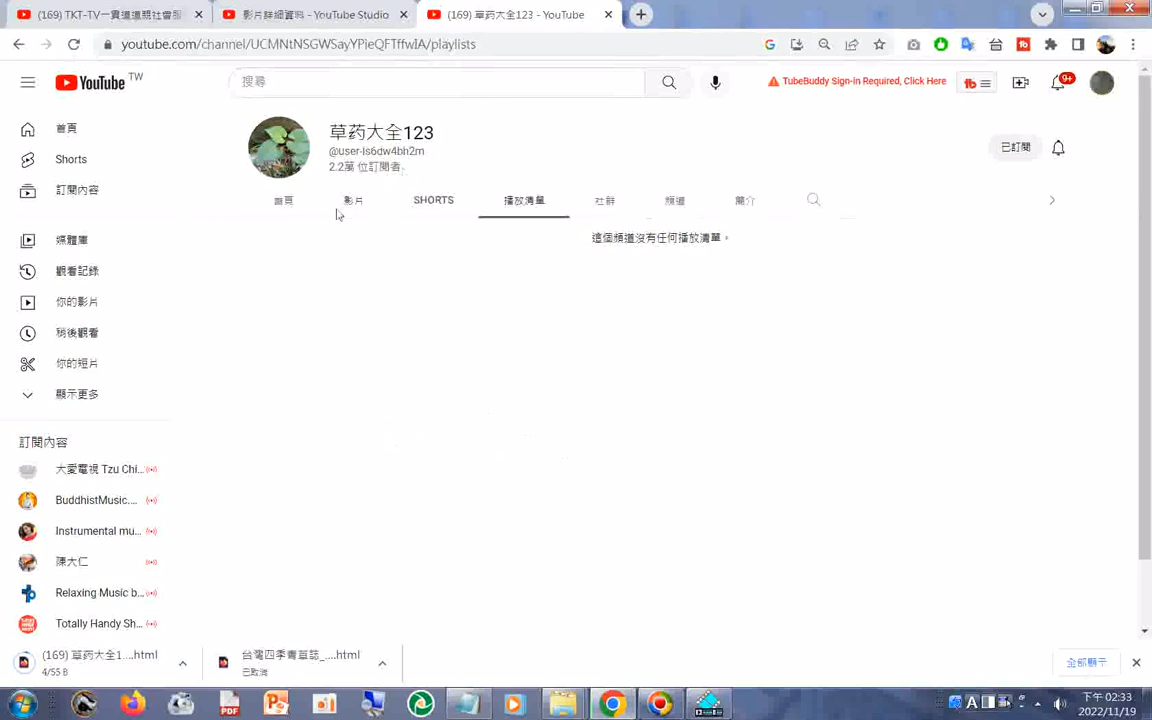 (169) TKT-TV一貫道道親社會服
影片詳細資料 - YouTube Studio
(169) 草药大全123 - YouTube
youtube.com/channel/UCMNtNSGWSayYPieQFTffwIA/playlists
YouTube TW
搜尋
TubeBuddy Sign-in Required, Click Here
tb
9+
首頁
Shorts
訂閱內容
媒體庫
觀看記錄
你的影片
稍後觀看
你的短片
顯示更多
訂閱內容
大愛電視 Tzu Chi...
BuddhistMusic....
Instrumental mu...
陳大仁
Relaxing Music b...
Totally Handy Sh...
草药大全123
@user-ls6dw4bh2m
2.2萬 位訂閱者
已訂閱
首頁
影片
SHORTS
播放清單
社群
頻道
簡介
這個頻道沒有任何播放清單。
(169) 草药大全1....html
4/55 B
台灣四季青草誌_....html
已取消
全部顯示
PDF
A
下午 02:33
2022/11/19